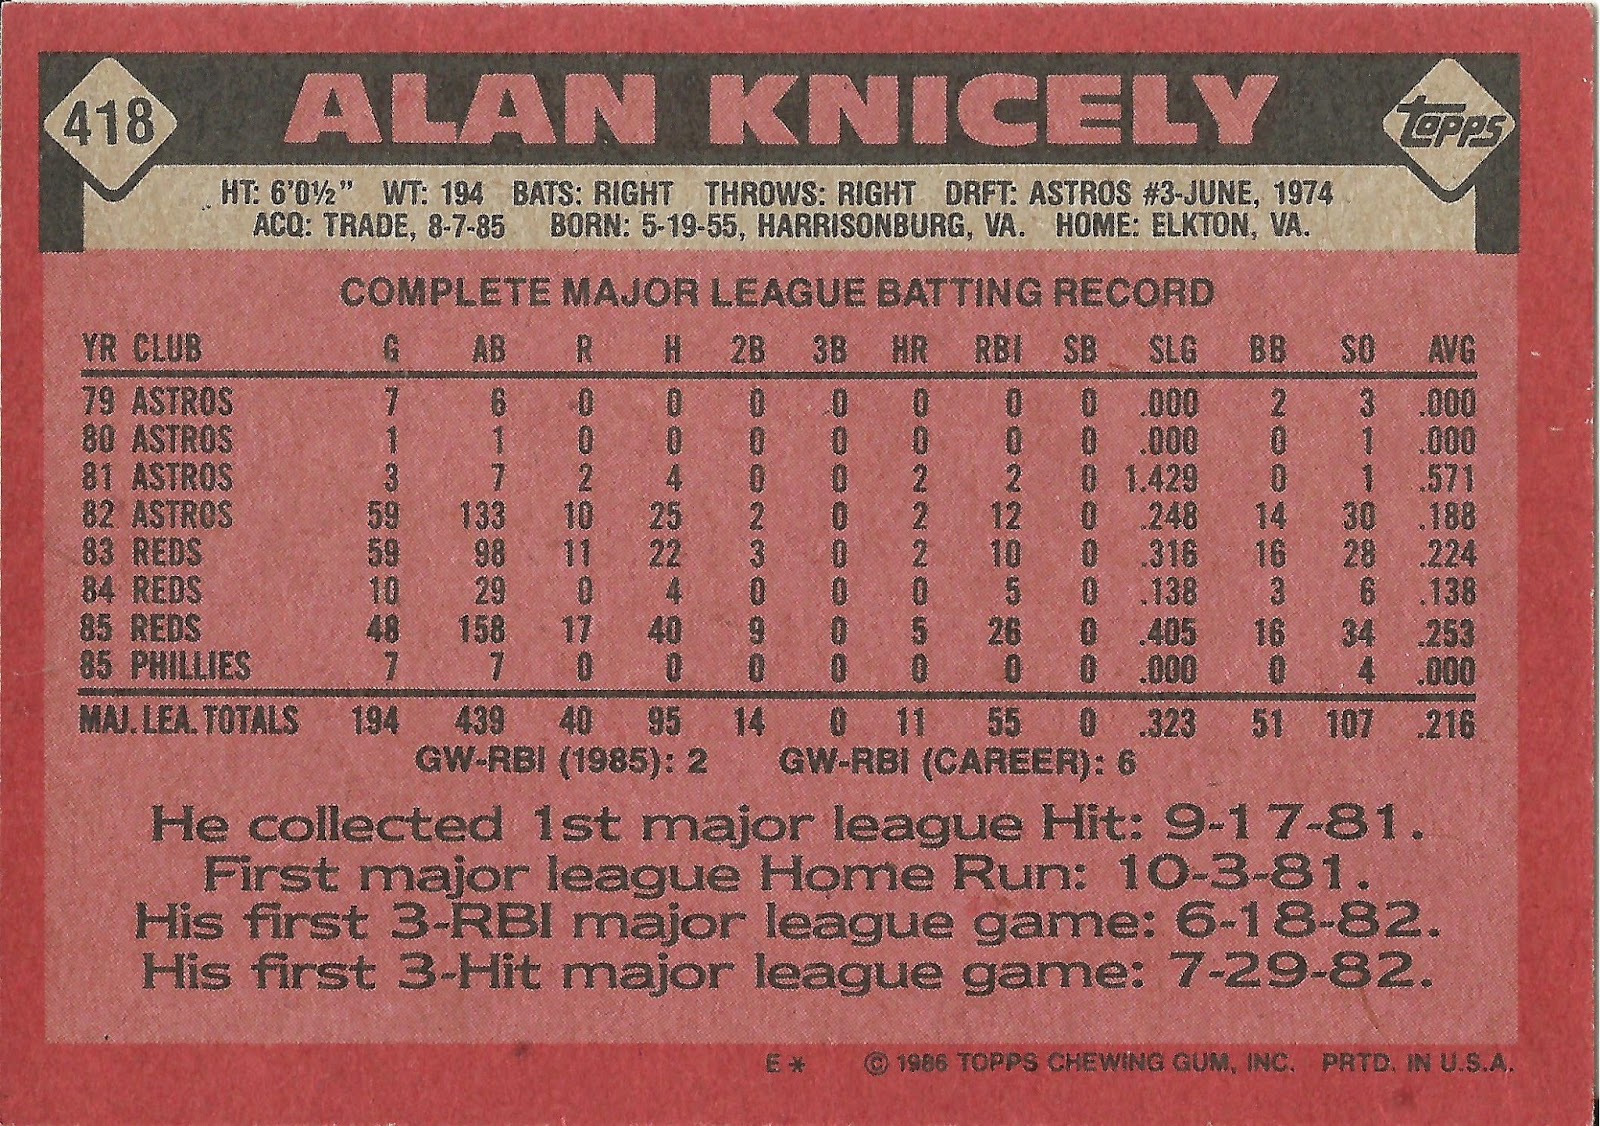 418 ALAN KNICELY topps
HT: 6'0½" WT: 194 BATS: RIGHT THROWS: RIGHT DRFT: ASTROS #3-JUNE, 1974
ACQ: TRADE, 8-7-85 BORN: 5-19-55, HARRISONBURG, VA. HOME: ELKTON, VA.
COMPLETE MAJOR LEAGUE BATTING RECORD
YR CLUB G AB R H 2B 3B HR RBI SB SLG BB SO AVG
79 ASTROS 7 6 0 0 0 0 0 0 0 .000 2 3 .000
80 ASTROS 1 1 0 0 0 0 0 0 0 .000 0 1 .000
81 ASTROS 3 7 2 4 0 0 2 2 0 1.429 0 1 .571
82 ASTROS 59 133 10 25 2 0 2 12 0 .248 14 30 .188
83 REDS 59 98 11 22 3 0 2 10 0 .316 16 28 .224
84 REDS 10 29 0 4 0 0 0 5 0 .138 3 6 .138
85 REDS 48 158 17 40 9 0 5 26 0 .405 16 34 .253
85 PHILLIES 7 7 0 0 0 0 0 0 0 .000 0 4 .000
MAJ. LEA. TOTALS 194 439 40 95 14 0 11 55 0 .323 51 107 .216
GW-RBI (1985): 2 GW-RBI (CAREER): 6
He collected 1st major league Hit: 9-17-81.
First major league Home Run: 10-3-81.
His first 3-RBI major league game: 6-18-82.
His first 3-Hit major league game: 7-29-82.
E* © 1986 TOPPS CHEWING GUM, INC. PRTD. IN U.S.A.